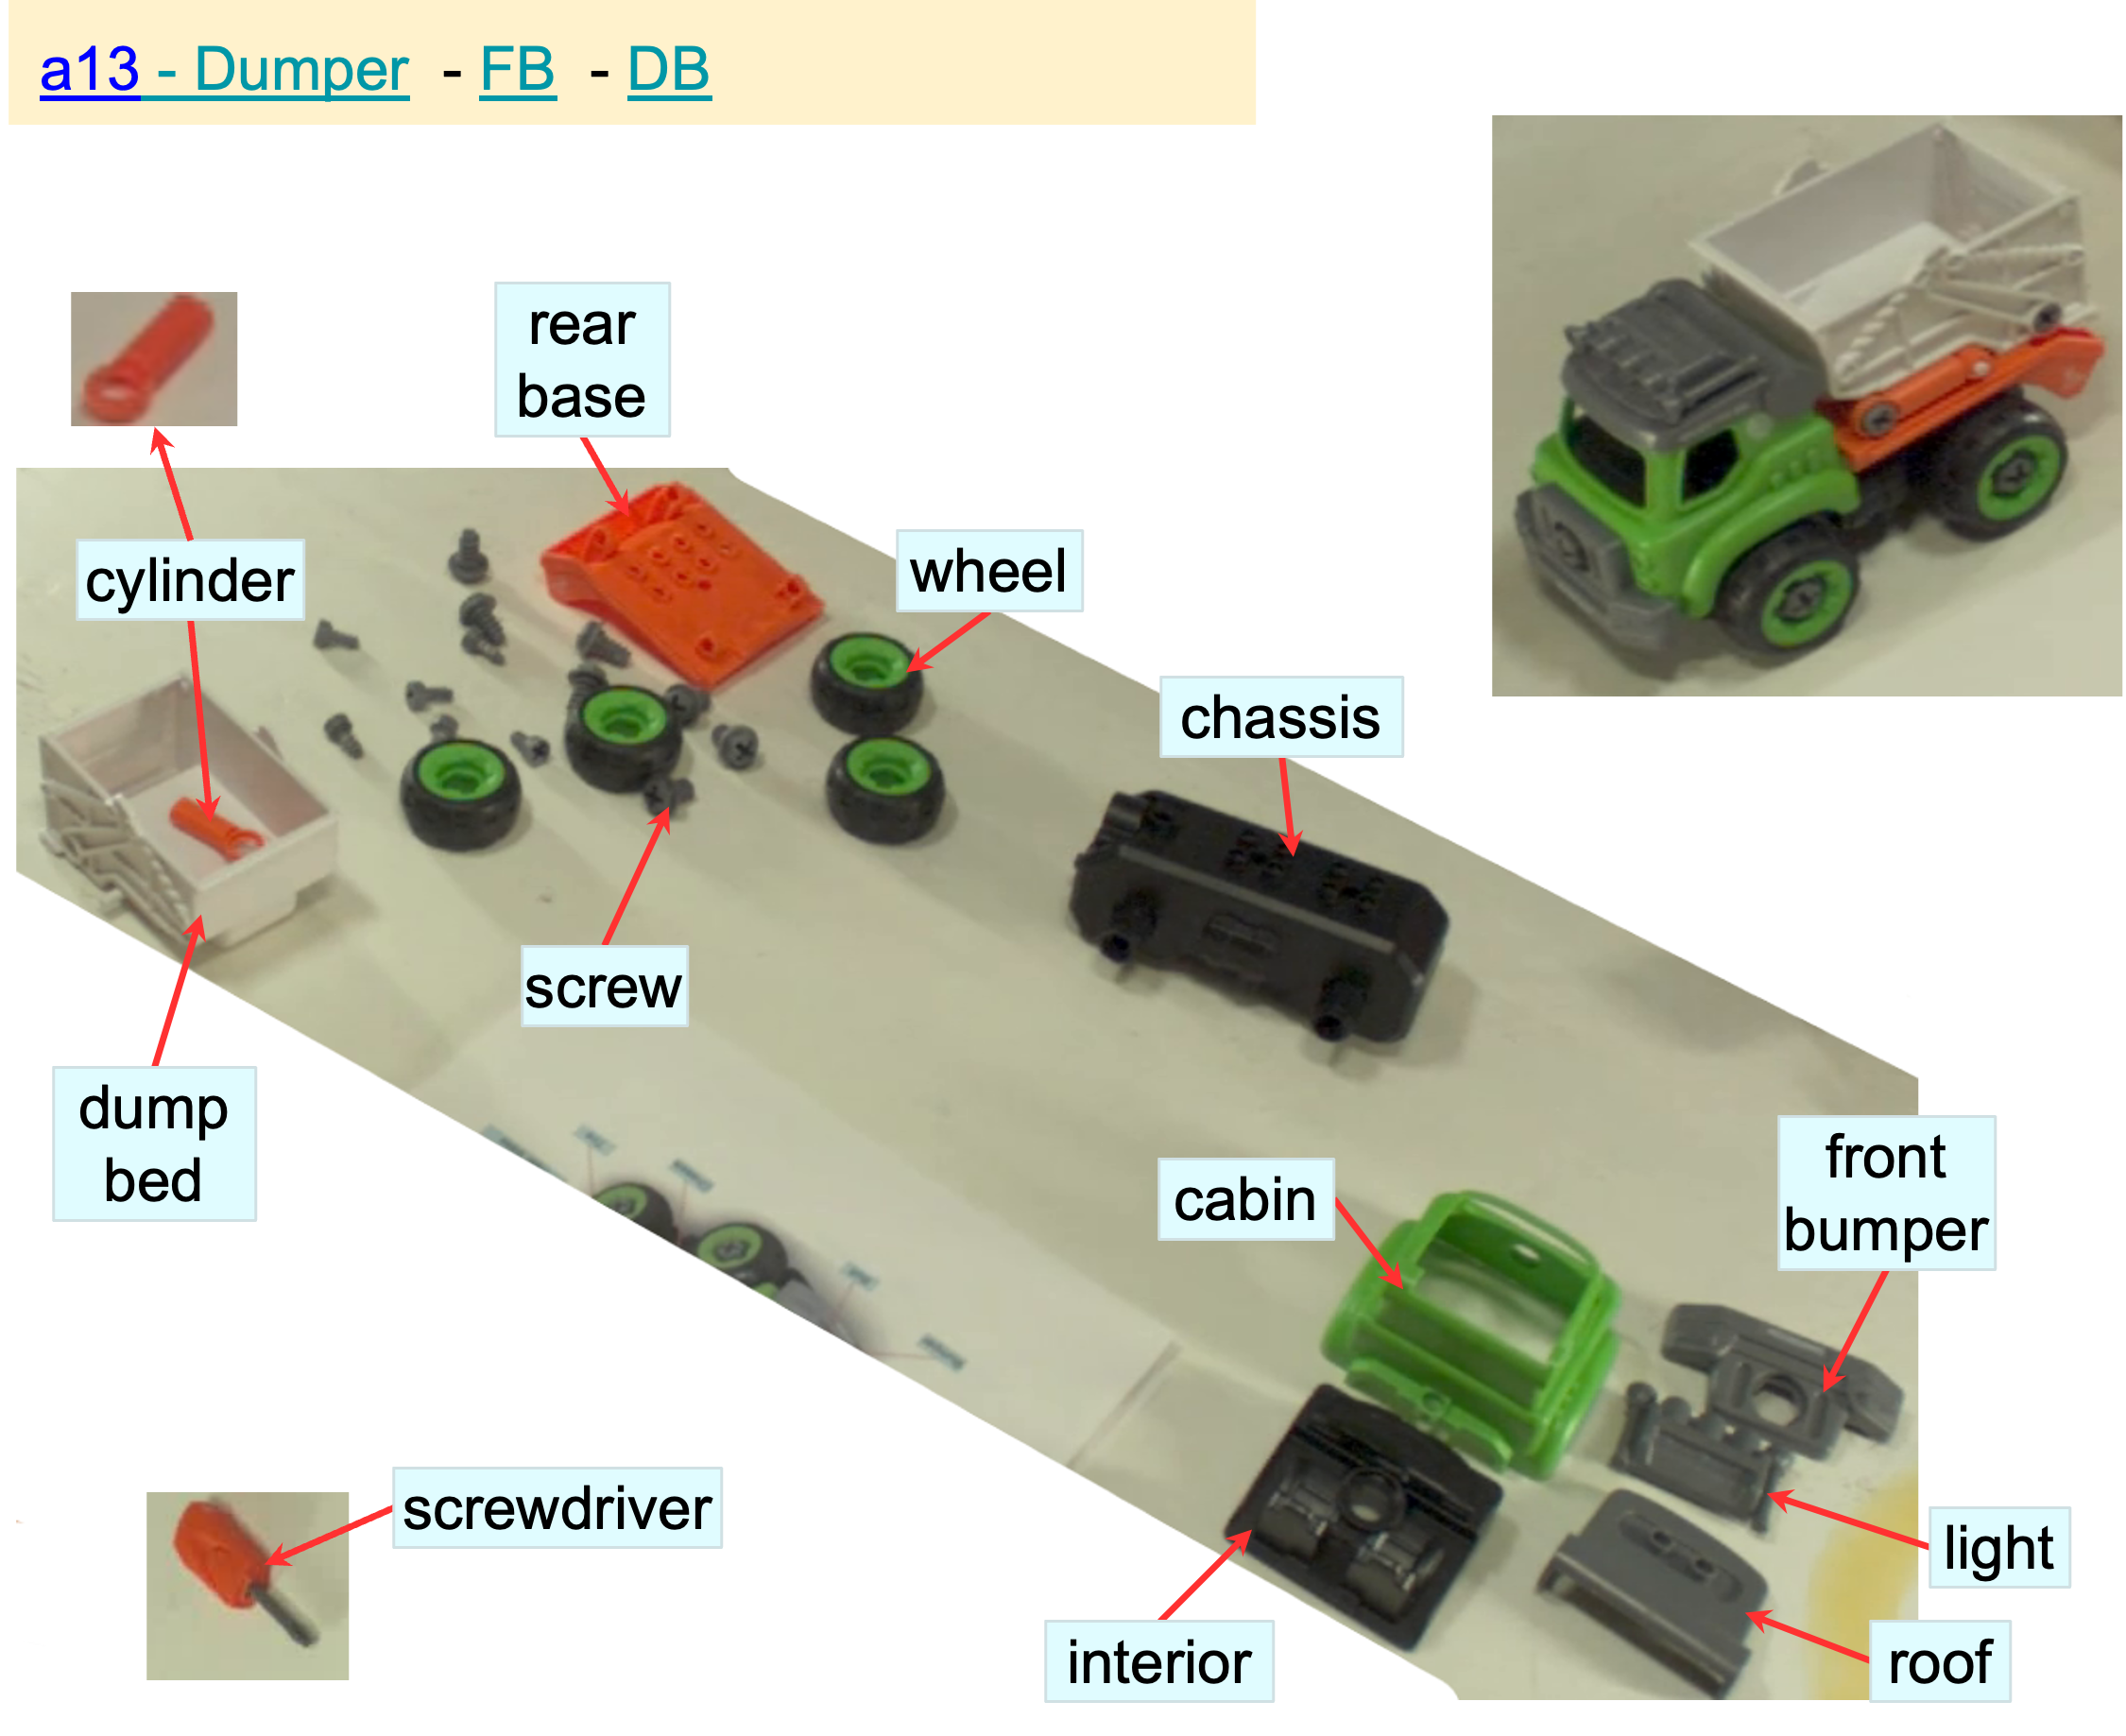 a13 - Dumper - FB - DB
rear
base
cylinder
wheel
chassis
screw
dump
bed
cabin
front
bumper
screwdriver
light
interior
roof